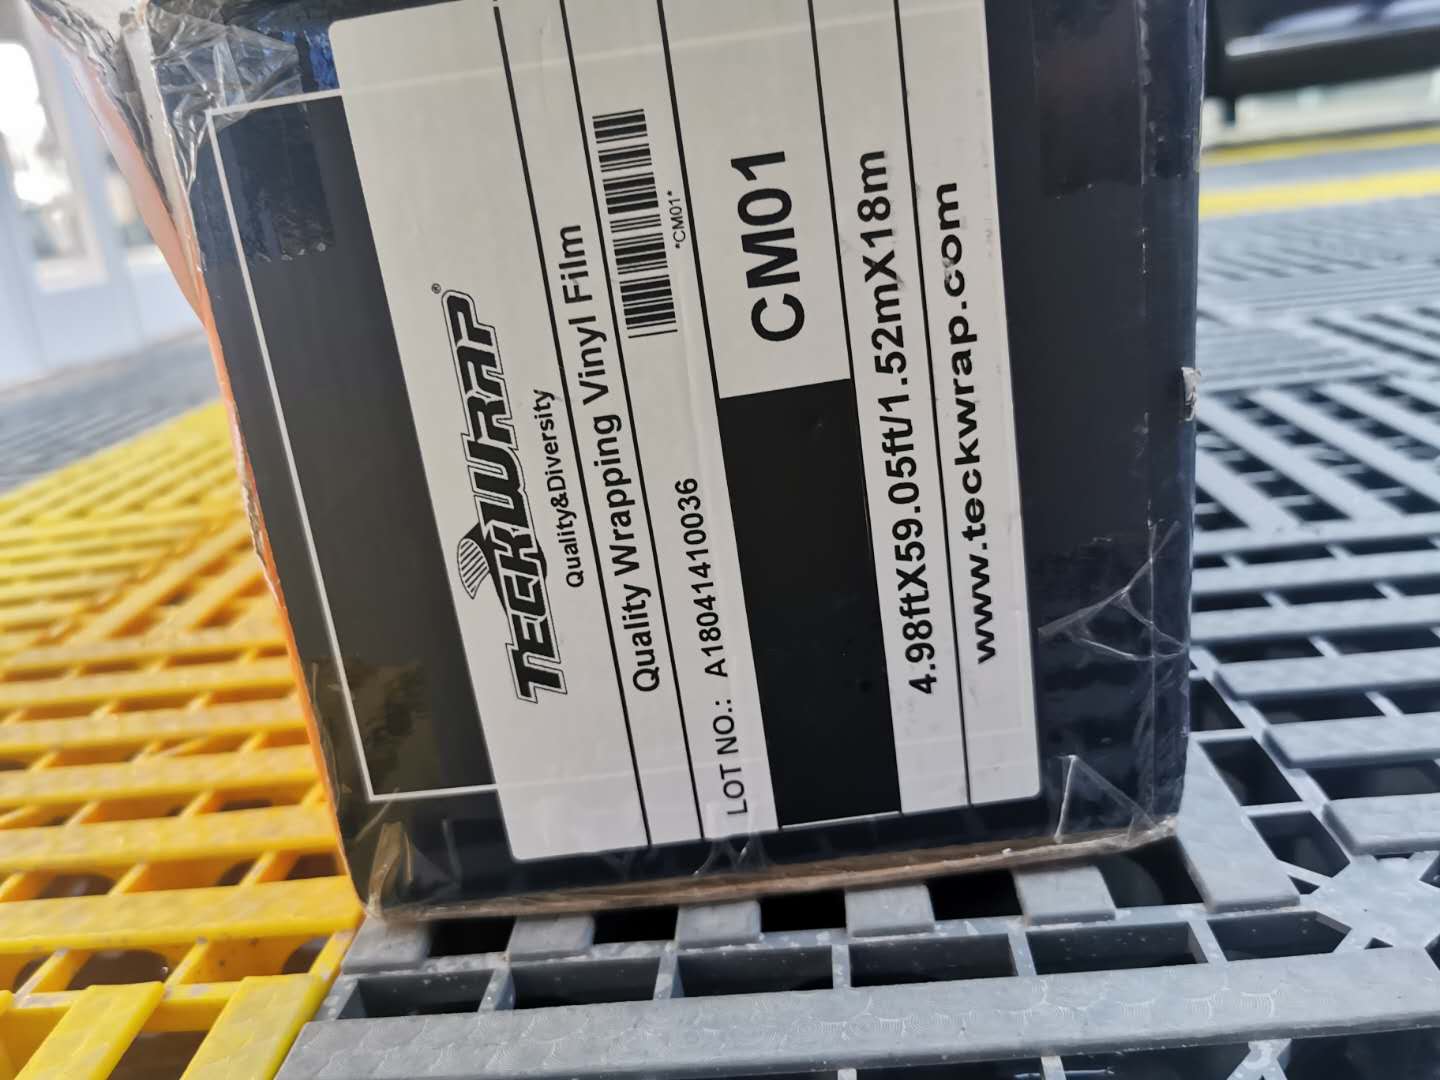 TECKWRAP®
Quality&Diversity
Quality Wrapping Vinyl Film
LOT NO.: A18041410036
*CM01*
CM01
4.98ftX59.05ft/1.52mX18m
www.teckwrap.com